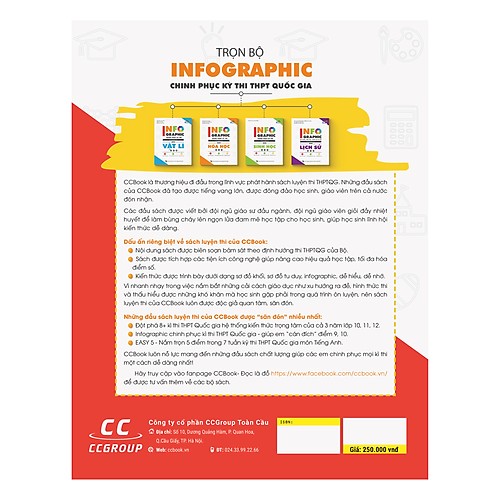 TRỌN BỘ
INFOGRAPHIC
CHINH PHỤC KỲ THI THPT QUỐC GIA
INFO INFO INFO INFO
GRAPHIC GRAPHIC GRAPHIC GRAPHIC
VẬT LÍ HOÁ HỌC SINH HỌC LỊCH SỬ
CCBook là thương hiệu đi đầu trong lĩnh vực phát hành sách luyện thi THPTQG. Những đầu sách
của CCBook đã tạo được tiếng vang lớn, được đông đảo học sinh, giáo viên trên cả nước
đón nhận.
Các đầu sách được viết bởi đội ngũ giáo sư đầu ngành, đội ngũ giáo viên giỏi đầy nhiệt
huyết để làm bùng cháy lên ngọn lửa đam mê học tập cho học sinh, giúp học sinh lĩnh hội
kiến thức dễ dàng.
Dấu ấn riêng biệt về sách luyện thi của CCBook:
Nội dung sách được biên soạn bám sát theo định hướng thi THPTQG của Bộ.
Sách được tích hợp các tiện ích công nghệ giúp nâng cao hiệu quả học tập, tối đa hóa
điểm số.
Kiến thức được trình bày dưới dạng sơ đồ khối, sơ đồ tư duy, infographic, dễ hiểu, dễ nhớ.
Vì nhanh nhạy trong việc nắm bắt những cải cách giáo dục như xu hướng ra đề, hình thức thi
và thấu hiểu được những khó khăn mà học sinh gặp phải trong quá trình ôn luyện, nên sách
luyện thi của CCBook luôn được độc giả quan tâm, săn đón.
Những đầu sách luyện thi của CCBook được "săn đón" nhiều nhất:
Đột phá 8+ kì thi THPT Quốc gia hệ thống kiến thức trọng tâm của cả 3 năm lớp 10, 11, 12.
Infographic chinh phục kì thi THPT Quốc gia - giúp em "cán đích" điểm 9, 10.
EASY 5 - Nắm trọn 5 điểm trong 7 tuần kỳ thi THPT Quốc gia môn Tiếng Anh.
CCBook luôn nỗ lực mang đến những đầu sách chất lượng giúp các em chinh phục mọi kì thi
một cách dễ dàng nhất!
Hãy truy cập vào fanpage CCBook- Đọc là đỗ https://www.facebook.com/ccbook.vn/
để được tư vấn thêm về các bộ sách.
CC
CCGROUP
Công ty cổ phần CCGroup Toàn Cầu
Địa chỉ: Số 10, Dương Quảng Hàm, P. Quan Hoa,
Q.Cầu Giấy, TP. Hà Nội.
Web: ccbook.vn ĐT: 024.33.99.22.66
ISBN:
Giá: 250.000 vnđ